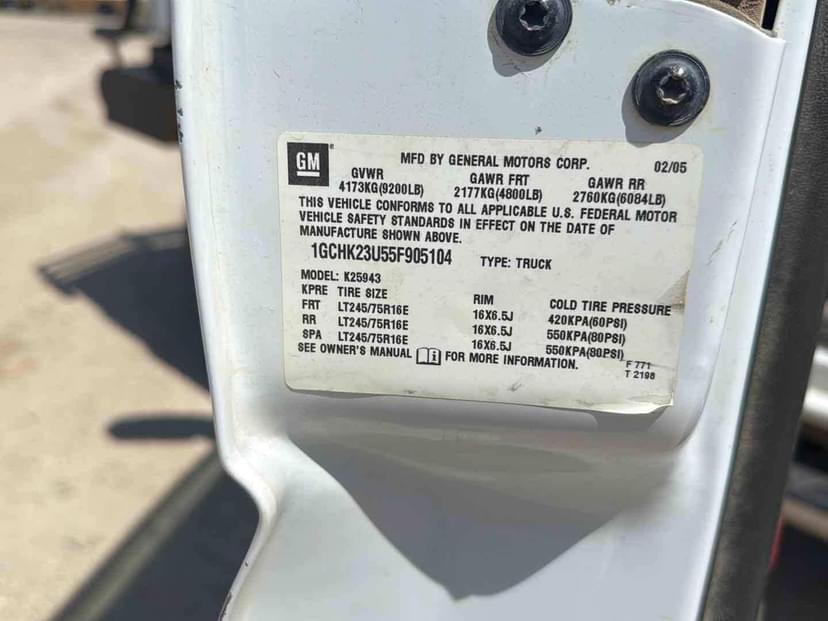 GM MFD BY GENERAL MOTORS CORP. 02/05
GVWR GAWR FRT GAWR RR
4173KG(9200LB) 2177KG(4800LB) 2760KG(6084LB)
THIS VEHICLE CONFORMS TO ALL APPLICABLE U.S. FEDERAL MOTOR
VEHICLE SAFETY STANDARDS IN EFFECT ON THE DATE OF
MANUFACTURE SHOWN ABOVE.
1GCHK23U55F905104 TYPE: TRUCK
MODEL: K25943
KPRE TIRE SIZE RIM COLD TIRE PRESSURE
FRT LT245/75R16E 16X6.5J 420KPA(60PSI)
RR LT245/75R16E 16X6.5J 550KPA(80PSI)
SPA LT245/75R16E 16X6.5J 550KPA(80PSI)
SEE OWNER'S MANUAL FOR MORE INFORMATION.
F 771
T 2198